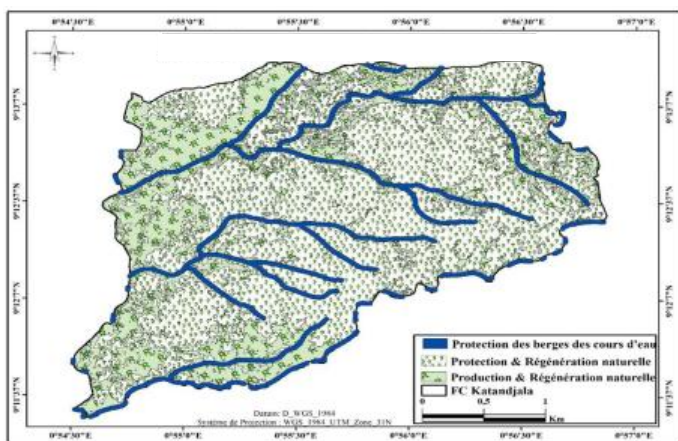 0°54'30"E 0°55'0"E 0°55'30"E 0°56'0"E 0°56'30"E 0°57'0"E
Protection des berges des cours d'eau
Protection & Régénération naturelle
Production & Régénération naturelle
FC Katandjala
0 0,5 1
Km
Datum: D_WGS_1984
Système de Projection : WGS_1984_UTM_Zone_31N
0°54'30"E 0°55'0"E 0°55'30"E 0°56'0"E 0°56'30"E 0°57'0"E